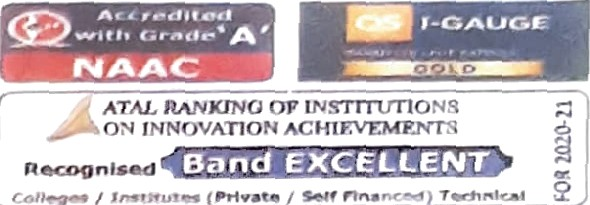 Accredited
with Grade 'A'
NAAC
QS I-GAUGE
GOLD
ATAL RANKING OF INSTITUTIONS
ON INNOVATION ACHIEVEMENTS
Recognised Band EXCELLENT
Colleges / Institutes (Private / Self Financed) Technical
FOR 2020-21